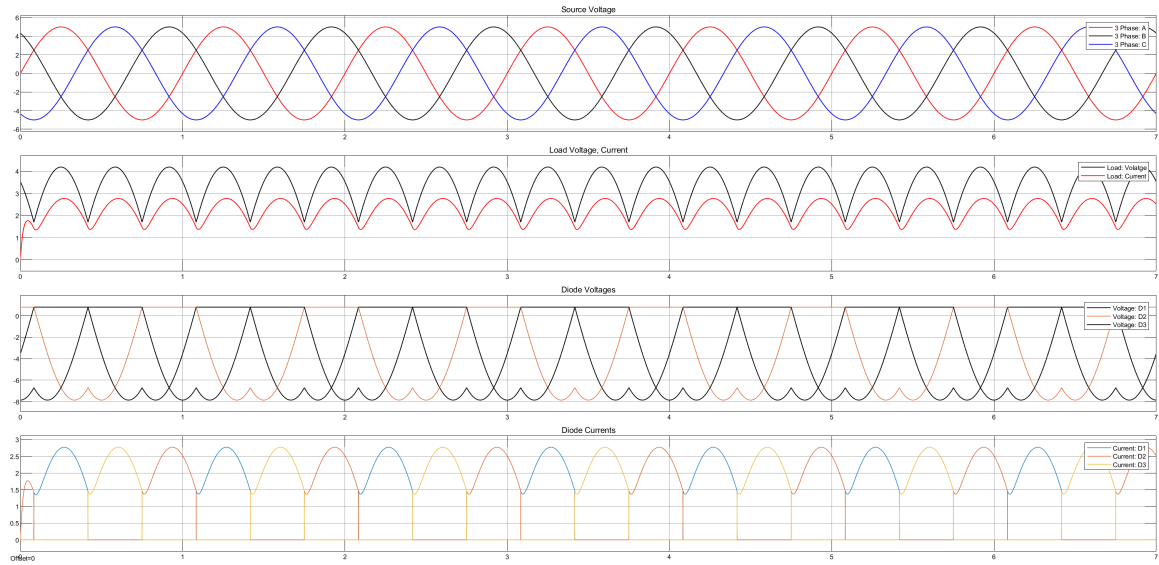 Source Voltage
6
4
2
0
-2
-4
-6
3 Phase: A
3 Phase: B
3 Phase: C
0 1 2 3 4 5 6 7
Load Voltage, Current
4
3
2
1
0
Load: Volatge
Load: Current
0 1 2 3 4 5 6 7
Diode Voltages
0
-2
-4
-6
-8
Voltage: D1
Voltage: D2
Voltage: D3
0 1 2 3 4 5 6 7
Diode Currents
3
2.5
2
1.5
1
0.5
0
Current: D1
Current: D2
Current: D3
0 1 2 3 4 5 6 7
Offset=0